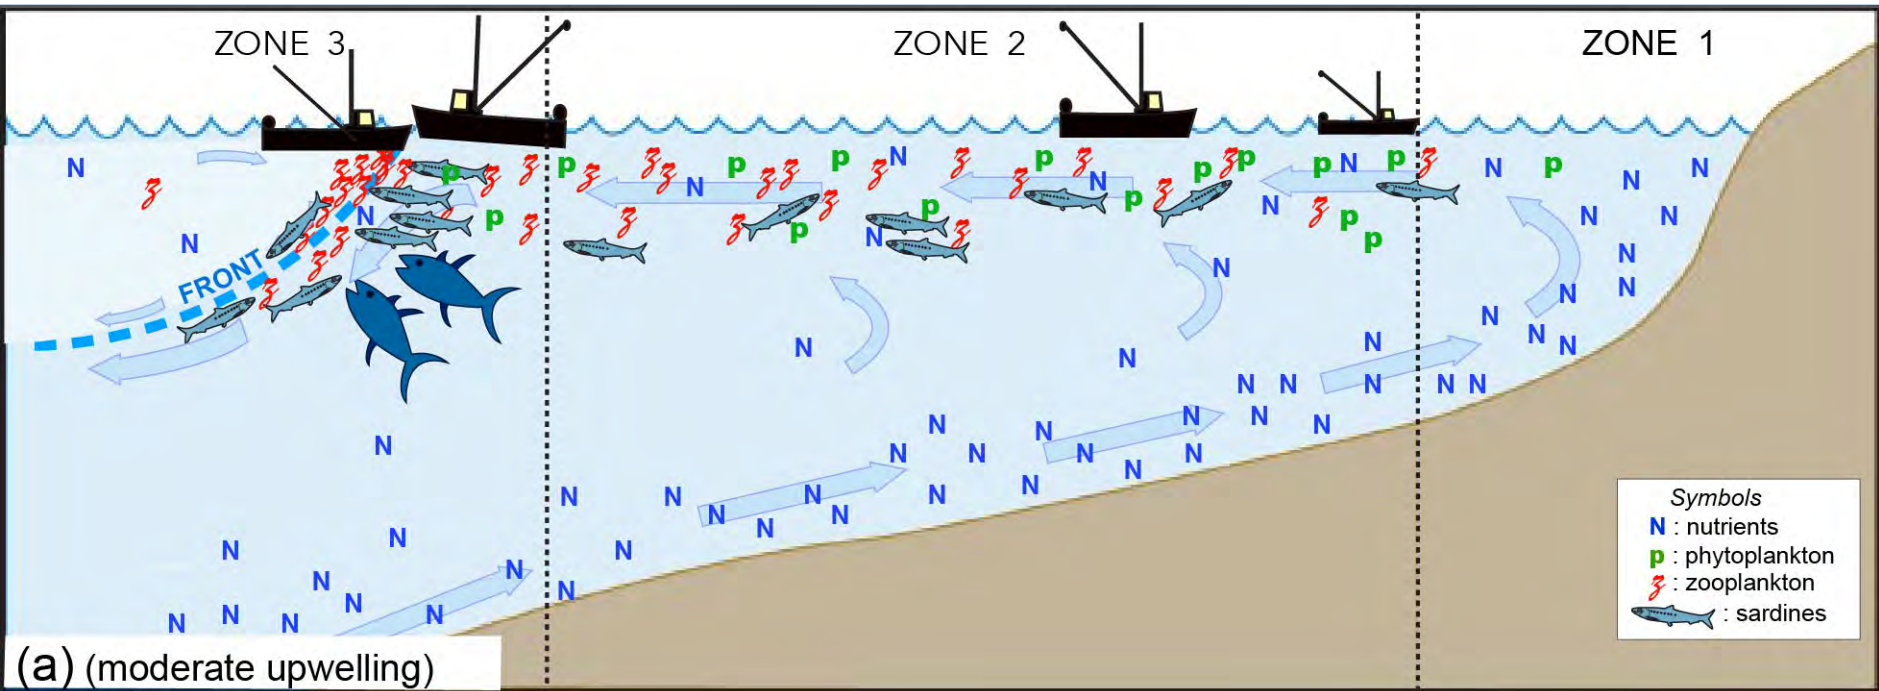 ZONE 3 ZONE 2 ZONE 1
N z z z z z z p z z p z z p z z p z N z p z p z p p N p z N p N
z z z z N z N p z N
z N z p z z p z p z p N p N N
N z z z p N z p N
FRONT z N N
z N N
N N N N N N
N N N N N
N N N N N N
N N N N N N
N N N N N N N
N N N N
N N N N
N N N N N
(a) (moderate upwelling)
Symbols
N : nutrients
p : phytoplankton
z : zooplankton
: sardines